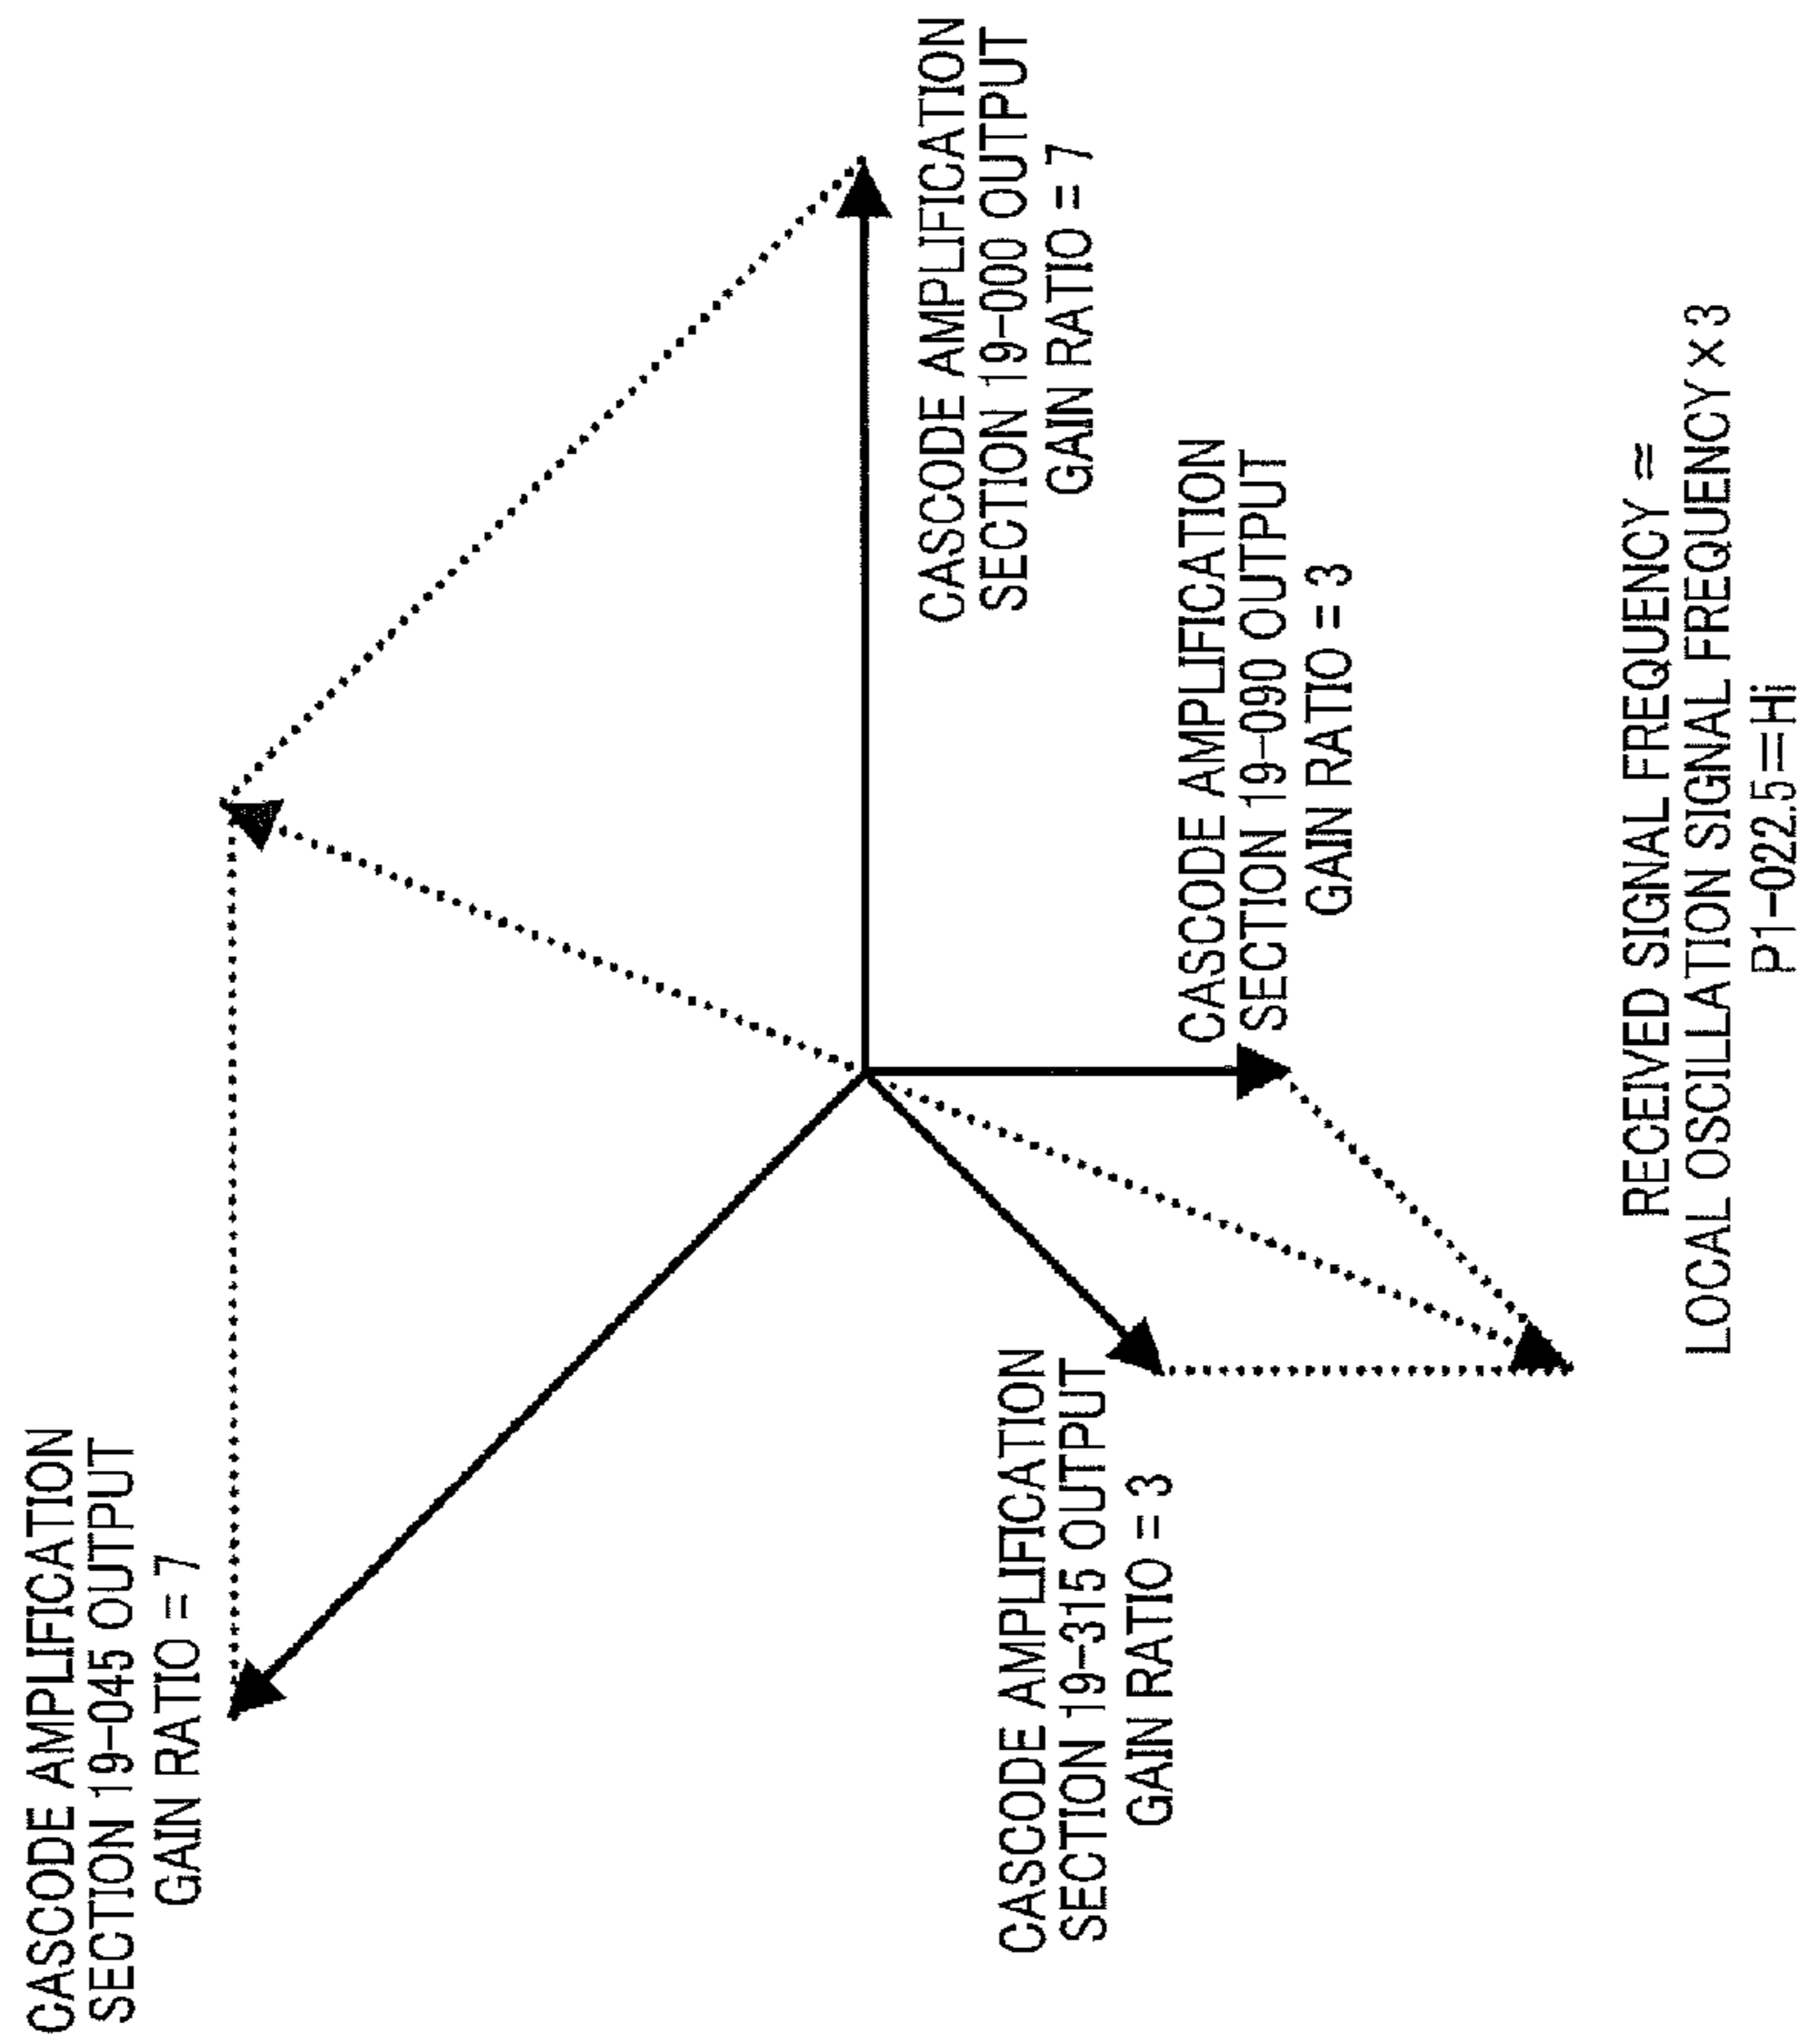 CASCODE AMPLIFICATION
SECTION 19-045 OUTPUT
GAIN RATIO = 7
CASCODE AMPLIFICATION
SECTION 19-000 OUTPUT
GAIN RATIO = 7
CASCODE AMPLIFICATION
SECTION 19-315 OUTPUT
GAIN RATIO = 3
CASCODE AMPLIFICATION
SECTION 19-090 OUTPUT
GAIN RATIO = 3
RECEIVED SIGNAL FREQUENCY ≈
LOCAL OSCILLATION SIGNAL FREQUENCY × 3
P1-022.5=Hi